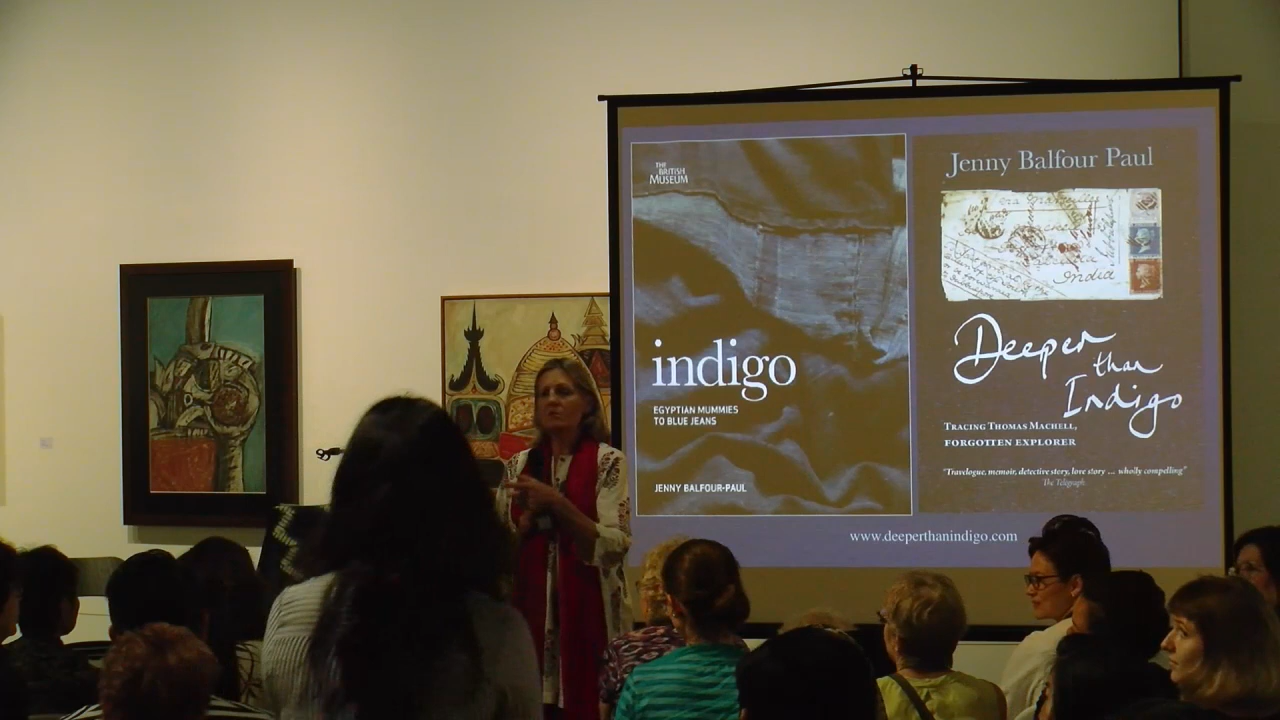 THE
BRITISH
MUSEUM
indigo
EGYPTIAN MUMMIES
TO BLUE JEANS
JENNY BALFOUR-PAUL
Jenny Balfour Paul
India
Deeper
than
Indigo
TRACING THOMAS MACHELL,
FORGOTTEN EXPLORER
"Travelogue, memoir, detective story, love story ... wholly compelling"
The Telegraph
www.deeperthanindigo.com